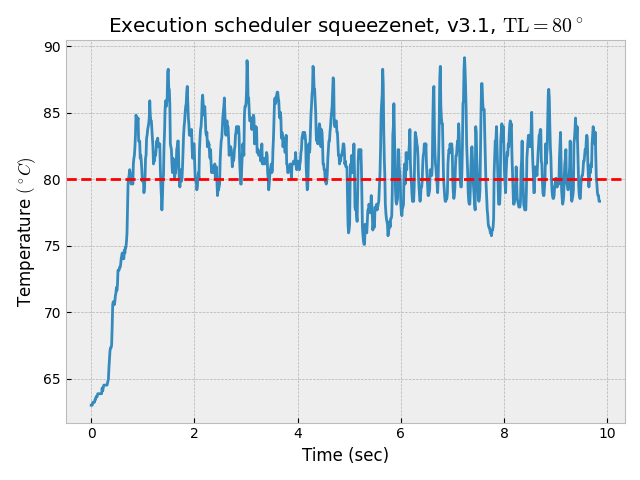 Execution scheduler squeezenet, v3.1, TL = 80°
Temperature (°C)
90
85
80
75
70
65
0 2 4 6 8 10
Time (sec)